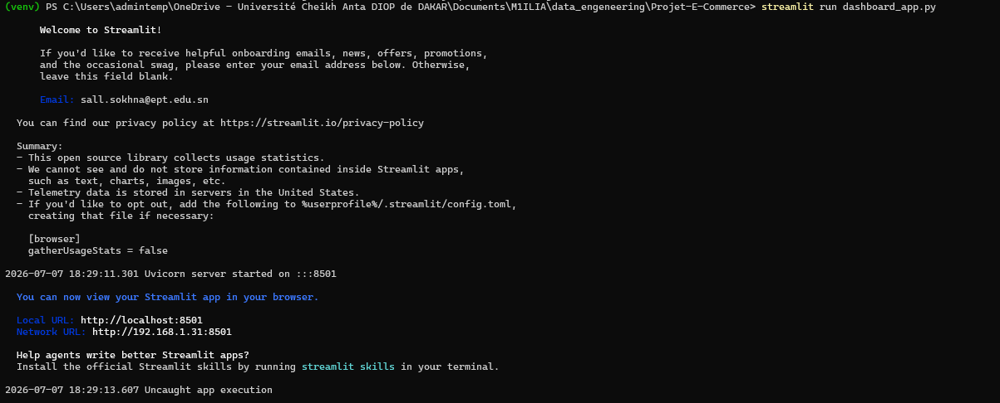 (venv) PS C:\Users\admintemp\OneDrive - Université Cheikh Anta DIOP de DAKAR\Documents\M1ILIA\data_engeneering\Projet-E-Commerce> streamlit run dashboard_app.py
Welcome to Streamlit!
If you'd like to receive helpful onboarding emails, news, offers, promotions,
and the occasional swag, please enter your email address below. Otherwise,
leave this field blank.
Email: sall.sokhna@ept.edu.sn
You can find our privacy policy at https://streamlit.io/privacy-policy
Summary:
- This open source library collects usage statistics.
- We cannot see and do not store information contained inside Streamlit apps,
such as text, charts, images, etc.
- Telemetry data is stored in servers in the United States.
- If you'd like to opt out, add the following to %userprofile%/.streamlit/config.toml,
creating that file if necessary:
[browser]
gatherUsageStats = false
2026-07-07 18:29:11.301 Uvicorn server started on :::8501
You can now view your Streamlit app in your browser.
Local URL: http://localhost:8501
Network URL: http://192.168.1.31:8501
Help agents write better Streamlit apps?
Install the official Streamlit skills by running streamlit skills in your terminal.
2026-07-07 18:29:13.607 Uncaught app execution